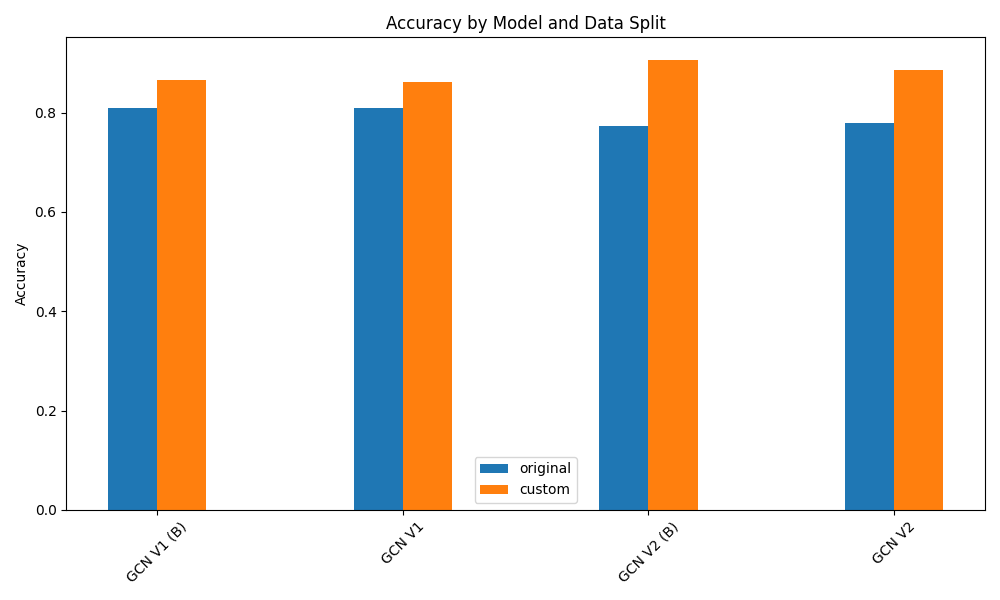 Accuracy by Model and Data Split
Accuracy
0.8
0.6
0.4
0.2
0.0
original
custom
GCN V1 (B)
GCN V1
GCN V2 (B)
GCN V2